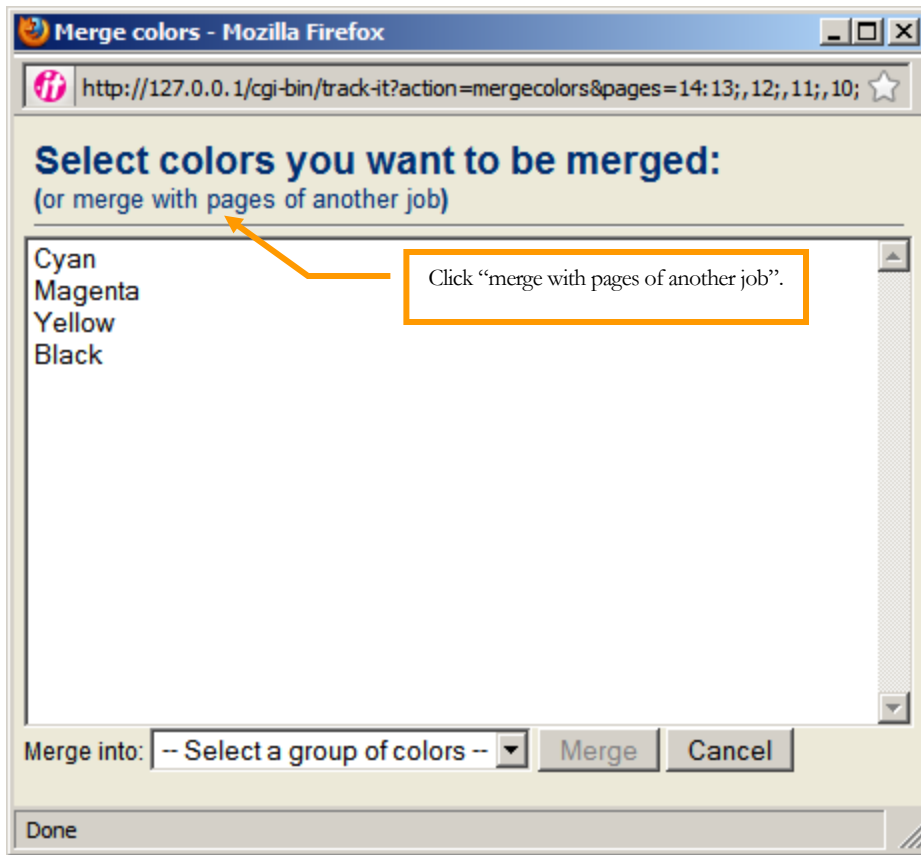 Merge colors - Mozilla Firefox
it http://127.0.0.1/cgi-bin/track-it?action=mergecolors&pages=14:13;,12;,11;,10;
Select colors you want to be merged:
(or merge with pages of another job)
Cyan
Click “merge with pages of another job”.
Magenta
Yellow
Black
Merge into: -- Select a group of colors -- Merge Cancel
Done